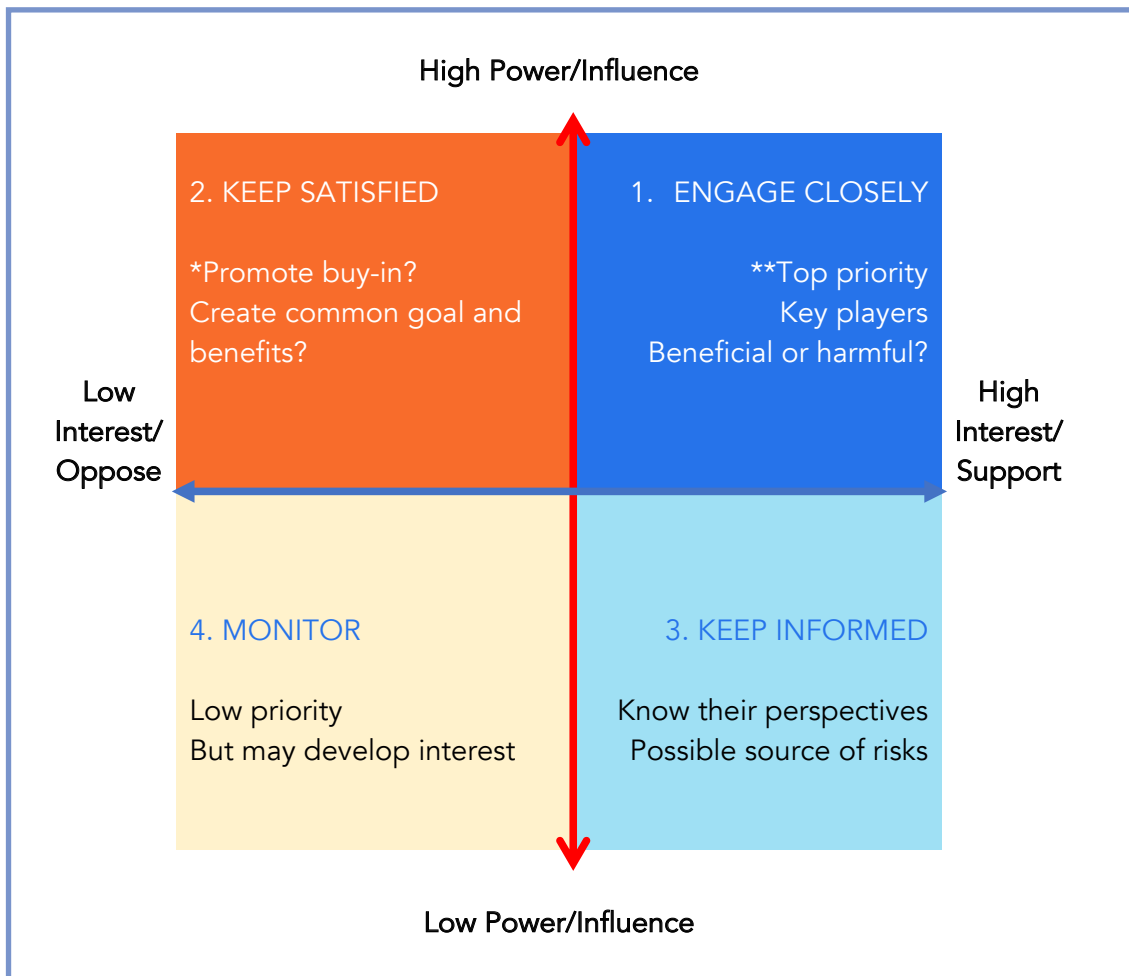 High Power/Influence
2. KEEP SATISFIED
*Promote buy-in?
Create common goal and
benefits?
1. ENGAGE CLOSELY
**Top priority
Key players
Beneficial or harmful?
Low
Interest/
Oppose
High
Interest/
Support
4. MONITOR
Low priority
But may develop interest
3. KEEP INFORMED
Know their perspectives
Possible source of risks
Low Power/Influence